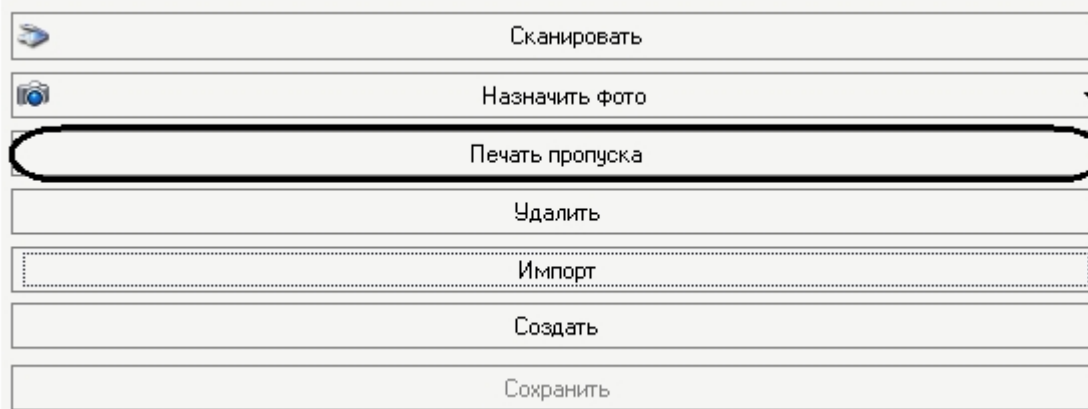 Сканировать
Назначить фото
Печать пропуска
Удалить
Импорт
Создать
Сохранить